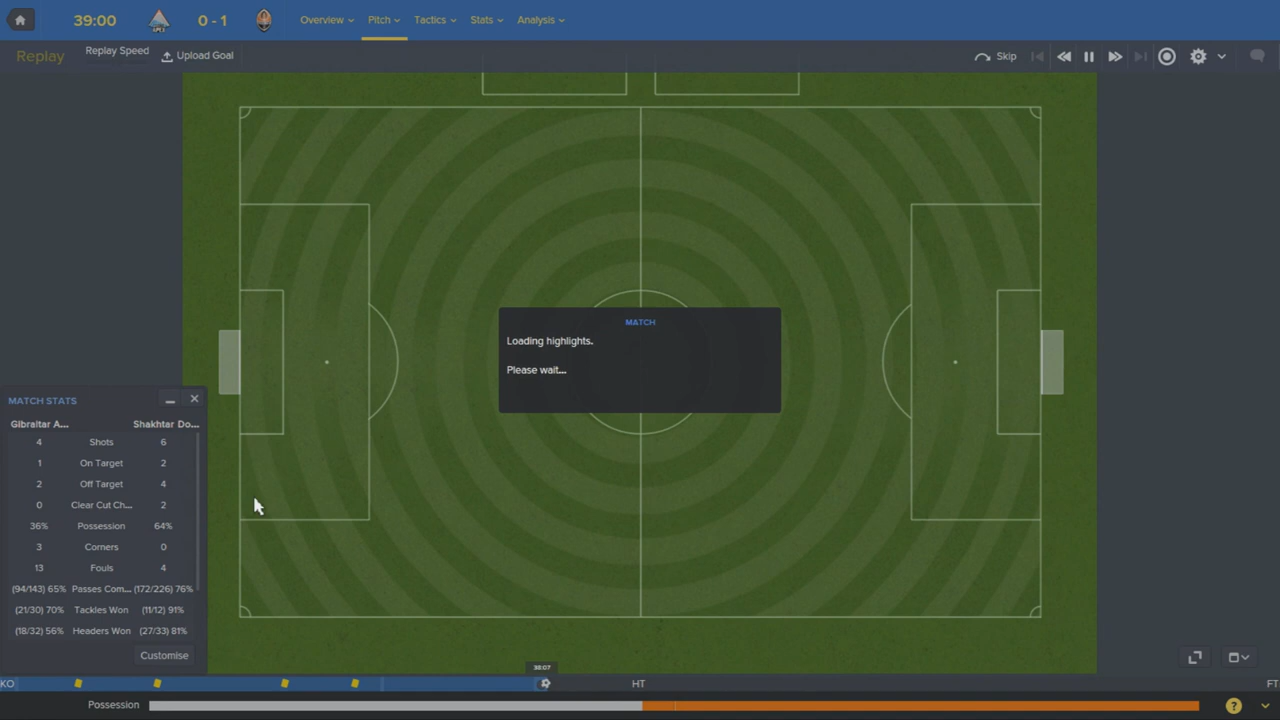 39:00 APEX 0 - 1 Overview Pitch Tactics Stats Analysis
Replay Replay Speed Upload Goal Skip
MATCH
Loading highlights.
Please wait...
MATCH STATS
Gibraltar A... Shakhtar Do...
4 Shots 6
1 On Target 2
2 Off Target 4
0 Clear Cut Ch... 2
36% Possession 64%
3 Corners 0
13 Fouls 4
(94/143) 65% Passes Com... (172/226) 76%
(21/30) 70% Tackles Won (11/12) 91%
(18/32) 56% Headers Won (27/33) 81%
Customise
KO HT FT
Possession ?